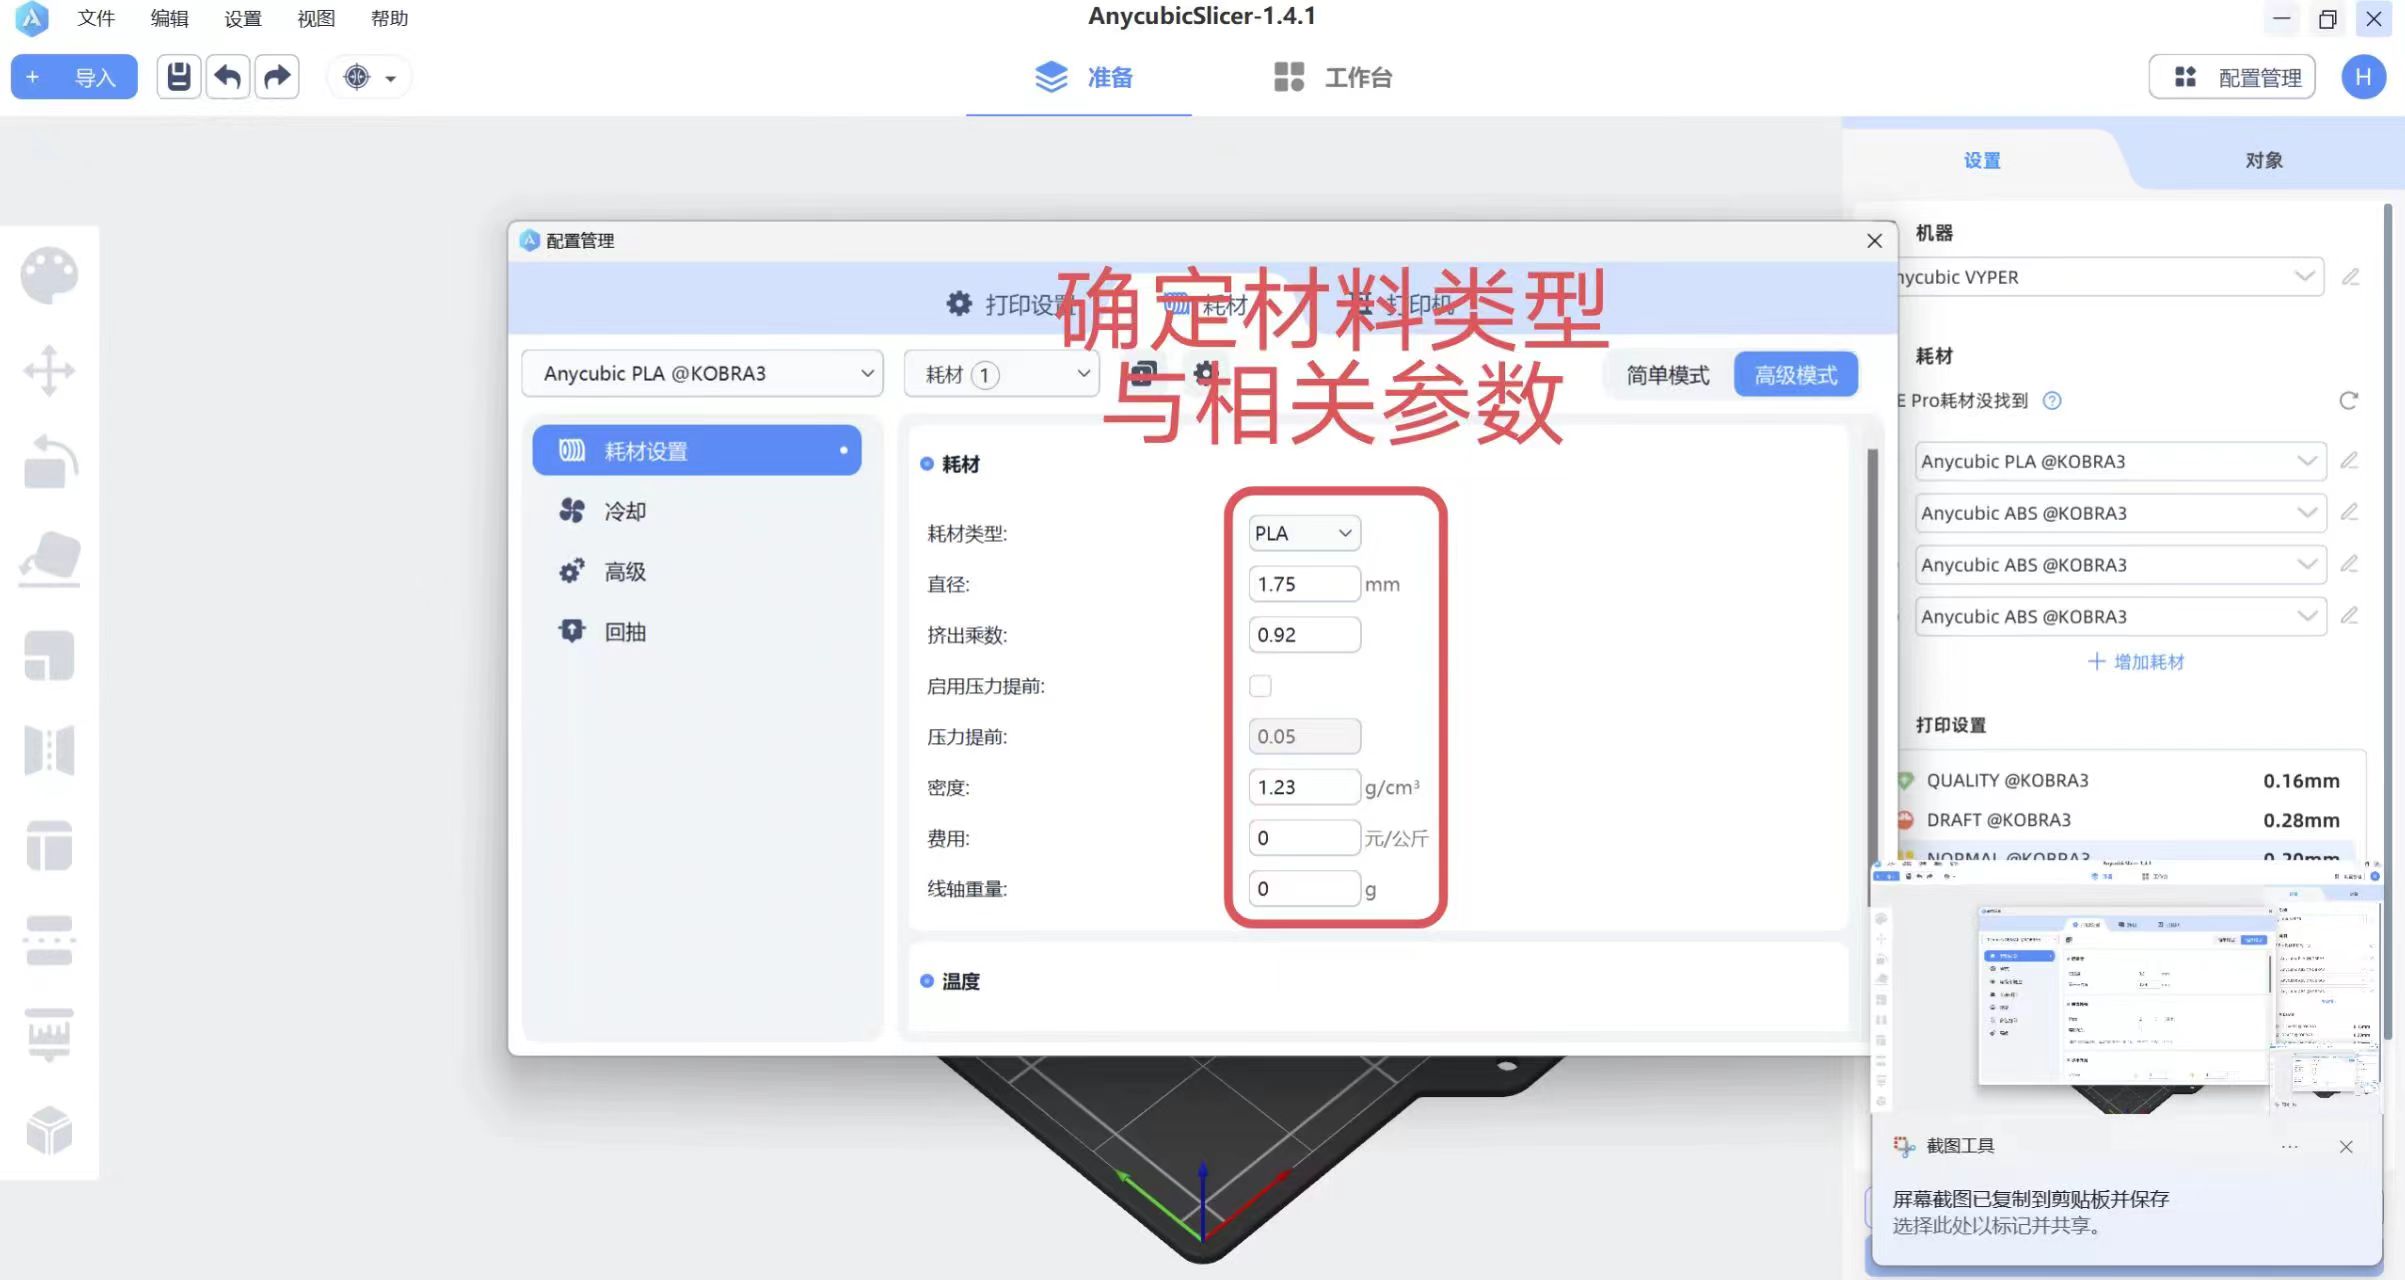 文件 编辑 设置 视图 帮助
AnycubicSlicer-1.4.1
+ 导入
准备 工作台
配置管理 H
设置 对象
配置管理
确定材料类型
与相关参数
打印设置 耗材 打印机
Anycubic PLA @KOBRA3
耗材 1
简单模式 高级模式
耗材设置
冷却
高级
回抽
耗材
耗材类型: PLA
直径: 1.75 mm
挤出乘数: 0.92
启用压力提前:
压力提前: 0.05
密度: 1.23 g/cm³
费用: 0 元/公斤
线轴重量: 0 g
温度
机器
nycubic VYPER
耗材
E Pro耗材没找到 ?
Anycubic PLA @KOBRA3
Anycubic ABS @KOBRA3
Anycubic ABS @KOBRA3
Anycubic ABS @KOBRA3
+ 增加耗材
打印设置
QUALITY @KOBRA3 0.16mm
DRAFT @KOBRA3 0.28mm
NORMAL @KOBRA3 0.20mm
截图工具
屏幕截图已复制到剪贴板并保存
选择此处以标记并共享。